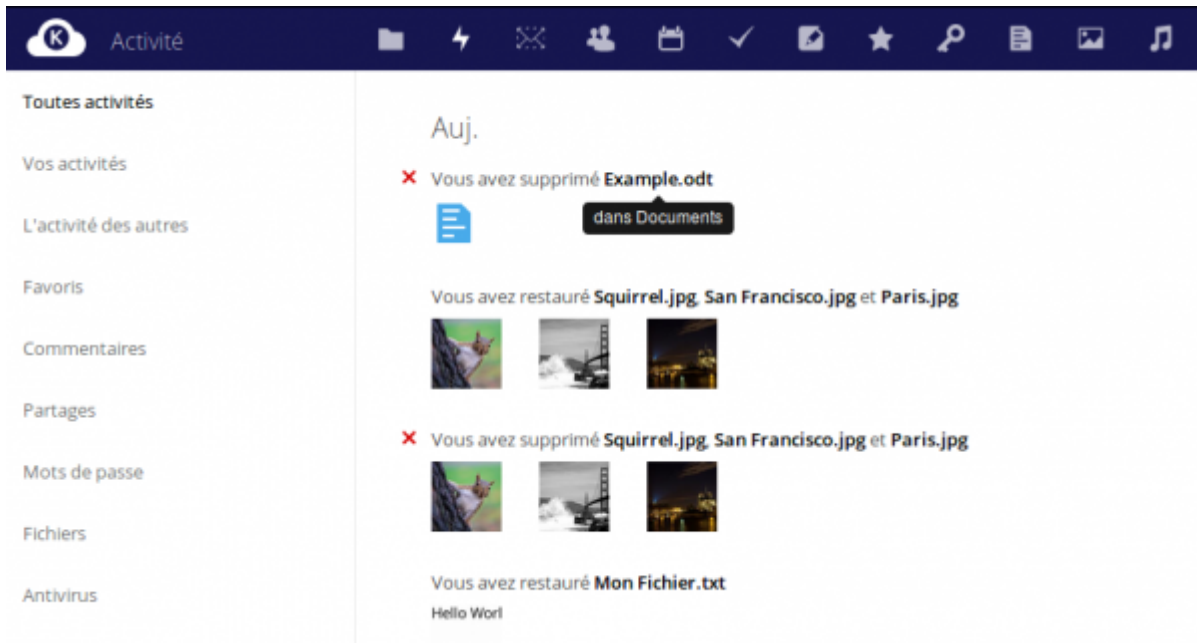 K Activité
Toutes activités
Vos activités
L'activité des autres
Favoris
Commentaires
Partages
Mots de passe
Fichiers
Antivirus
Auj.
Vous avez supprimé Example.odt
dans Documents
Vous avez restauré Squirrel.jpg, San Francisco.jpg et Paris.jpg
Vous avez supprimé Squirrel.jpg, San Francisco.jpg et Paris.jpg
Vous avez restauré Mon Fichier.txt
Hello Worl